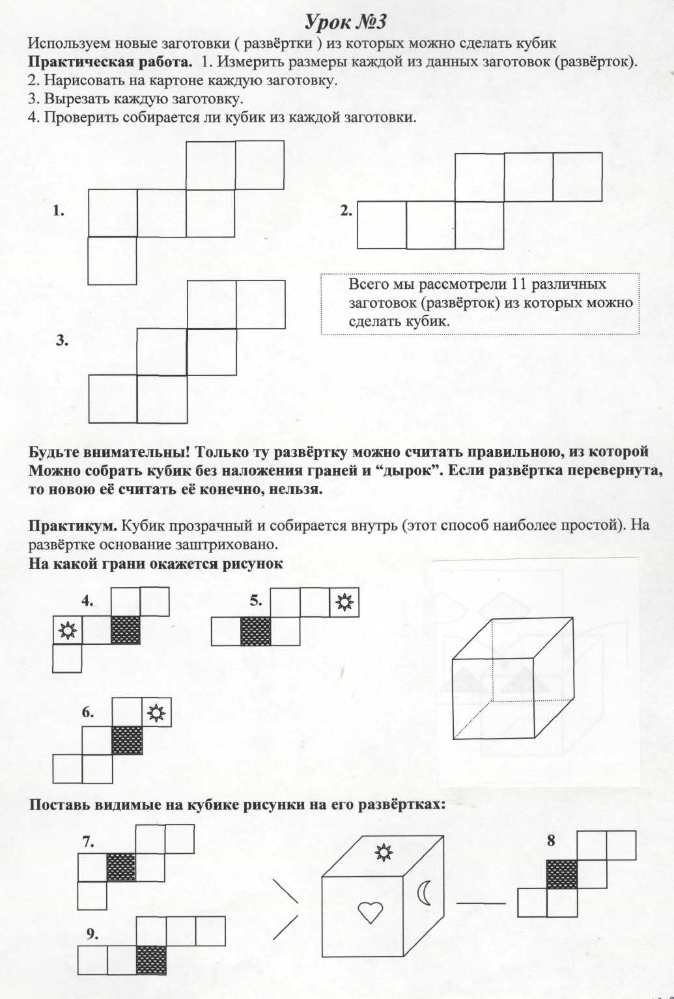 Урок №3
Используем новые заготовки ( развёртки ) из которых можно сделать кубик
Практическая работа. 1. Измерить размеры каждой из данных заготовок (развёрток).
2. Нарисовать на картоне каждую заготовку.
3. Вырезать каждую заготовку.
4. Проверить собирается ли кубик из каждой заготовки.
1.
2.
Всего мы рассмотрели 11 различных
заготовок (развёрток) из которых можно
сделать кубик.
3.
Будьте внимательны! Только ту развёртку можно считать правильною, из которой
Можно собрать кубик без наложения граней и “дырок”. Если развёртка перевернута,
то новою её считать её конечно, нельзя.
Практикум. Кубик прозрачный и собирается внутрь (этот способ наиболее простой). На
развёртке основание заштриховано.
На какой грани окажется рисунок
4.
5.
6.
Поставь видимые на кубике рисунки на его развёртках:
7.
8
9.